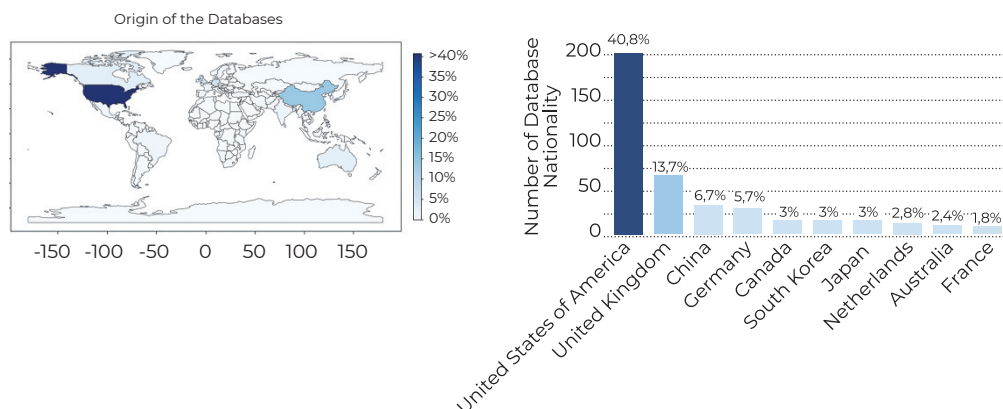 Origin of the Databases
>40%
35%
30%
25%
20%
15%
10%
5%
0%
-150 -100 -50 0 50 100 150
Number of Database
Nationality
200
150
100
50
0
40,8%
13,7%
6,7%
5,7%
3%
3%
3%
2,8%
2,4%
1,8%
United States of America
United Kingdom
China
Germany
Canada
South Korea
Japan
Netherlands
Australia
France